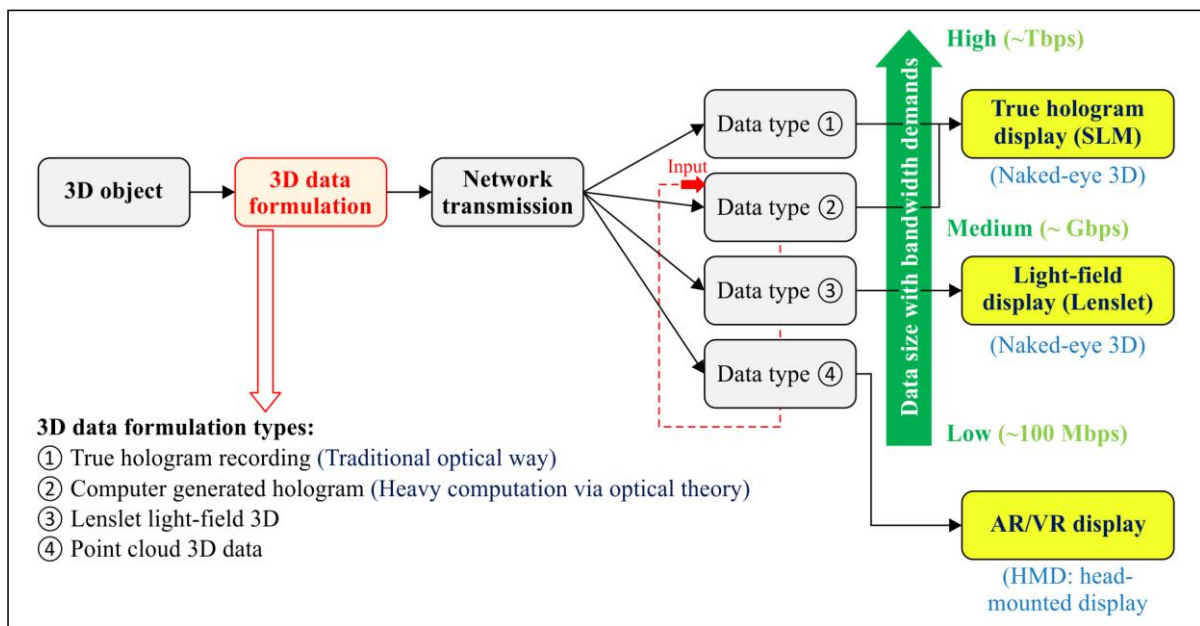 3D object
3D data
formulation
Network
transmission
Input
Data type ①
Data type ②
Data type ③
Data type ④
Data size with bandwidth demands
High (~Tbps)
True hologram
display (SLM)
(Naked-eye 3D)
Medium (~ Gbps)
Light-field
display (Lenslet)
(Naked-eye 3D)
Low (~100 Mbps)
AR/VR display
(HMD: head-
mounted display
3D data formulation types:
① True hologram recording (Traditional optical way)
② Computer generated hologram (Heavy computation via optical theory)
③ Lenslet light-field 3D
④ Point cloud 3D data